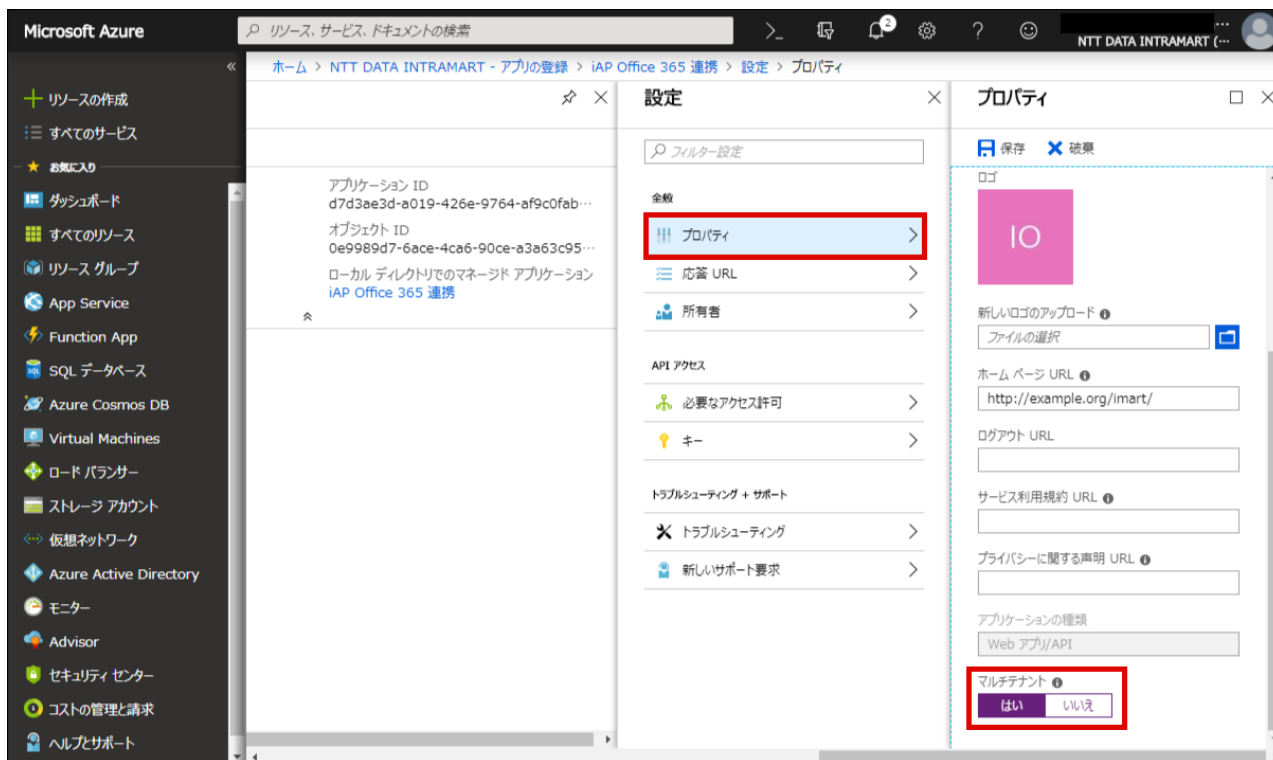 Microsoft Azure
リソース、サービス、ドキュメントの検索
2
NTT DATA INTRAMART (…
ホーム > NTT DATA INTRAMART - アプリの登録 > iAP Office 365 連携 > 設定 > プロパティ
リソースの作成
すべてのサービス
お気に入り
ダッシュボード
すべてのリソース
リソース グループ
App Service
Function App
SQL データベース
Azure Cosmos DB
Virtual Machines
ロード バランサー
ストレージ アカウント
仮想ネットワーク
Azure Active Directory
モニター
Advisor
セキュリティ センター
コストの管理と請求
ヘルプとサポート
アプリケーション ID
d7d3ae3d-a019-426e-9764-af9c0fab…
オブジェクト ID
0e9989d7-6ace-4ca6-90ce-a3a63c95…
ローカル ディレクトリでのマネージド アプリケーション
iAP Office 365 連携
設定
フィルター設定
全般
プロパティ
応答 URL
所有者
API アクセス
必要なアクセス許可
キー
トラブルシューティング + サポート
トラブルシューティング
新しいサポート要求
プロパティ
保存 破棄
ロゴ
IO
新しいロゴのアップロード
ファイルの選択
ホーム ページ URL
http://example.org/imart/
ログアウト URL
サービス利用規約 URL
プライバシーに関する声明 URL
アプリケーションの種類
Web アプリ/API
マルチテナント
はい いいえ